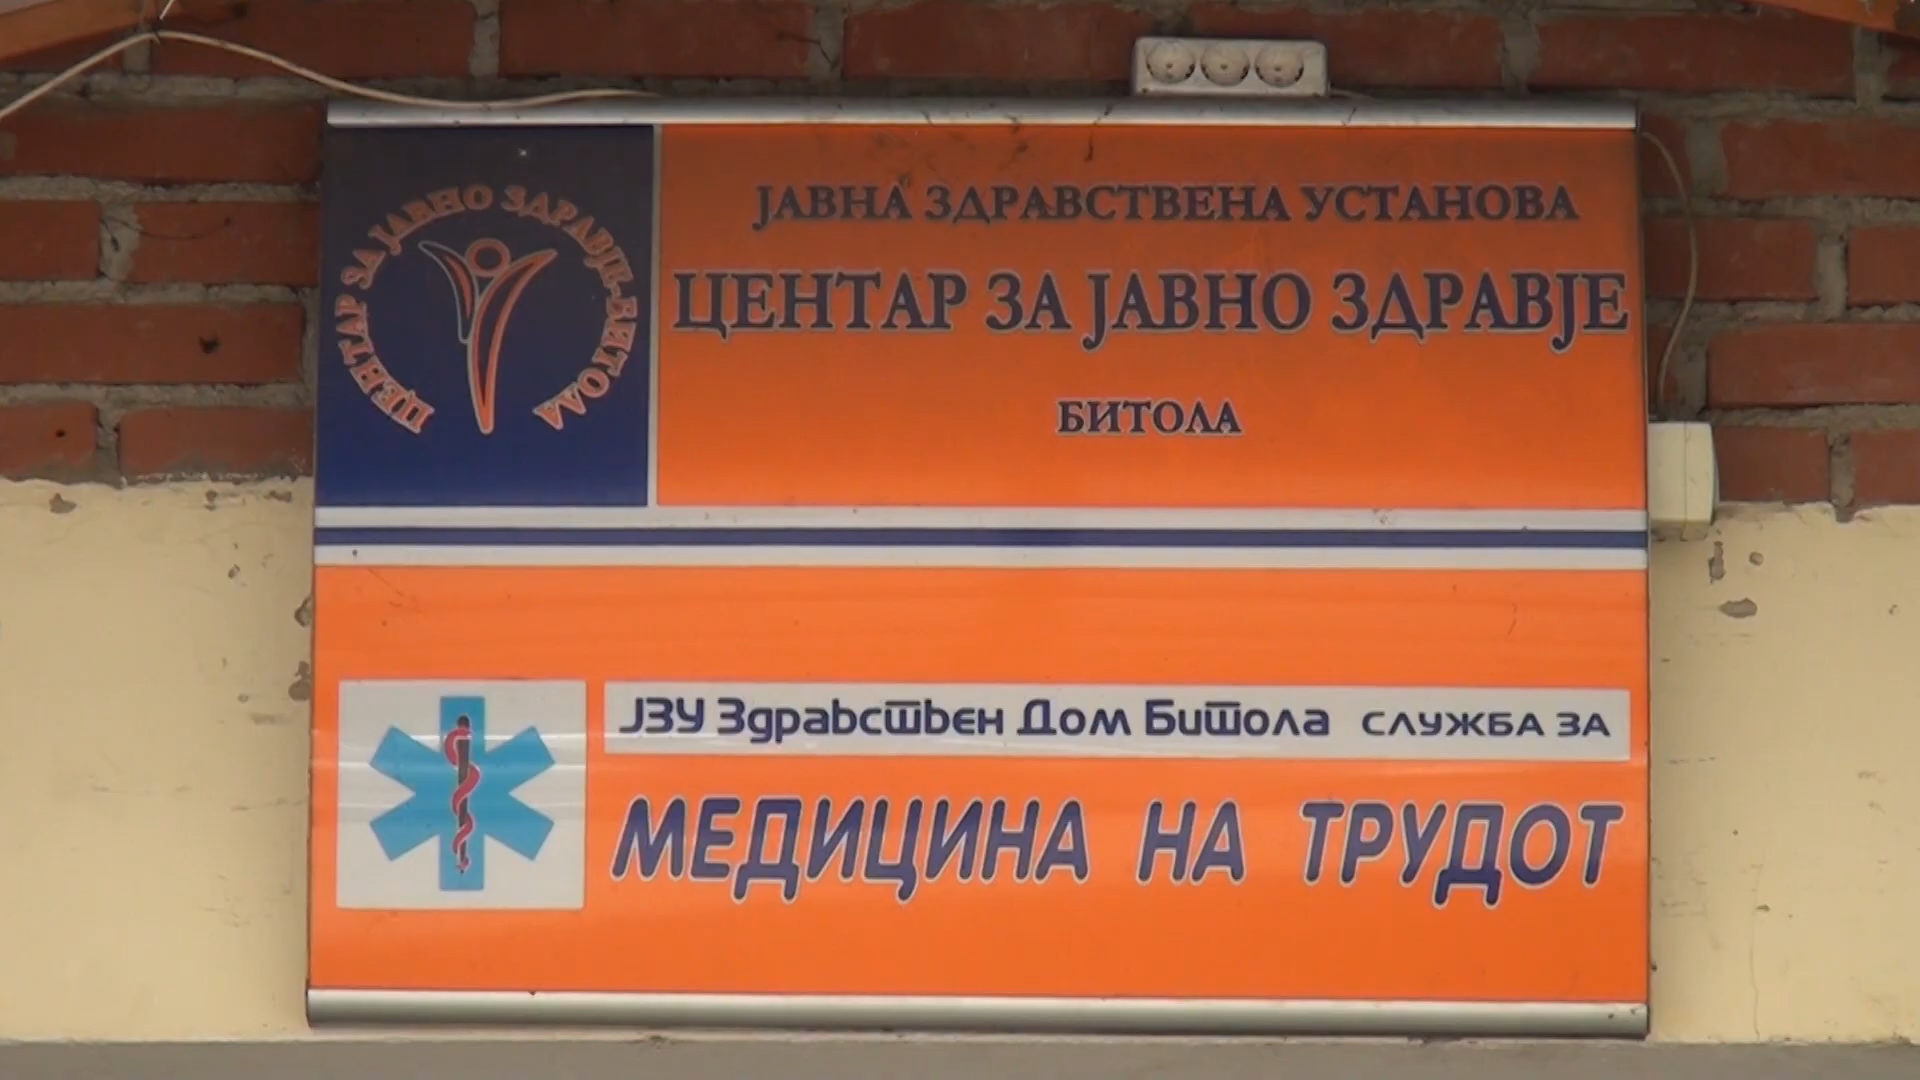 ЦЕНТАР ЗА ЈАВНО ЗДРАВЈЕ-БИТОЛА
ЈАВНА ЗДРАВСТВЕНА УСТАНОВА
ЦЕНТАР ЗА ЈАВНО ЗДРАВЈЕ
БИТОЛА
ЈЗУ Здравствен Дом Битола СЛУЖБА ЗА
МЕДИЦИНА НА ТРУДОТ